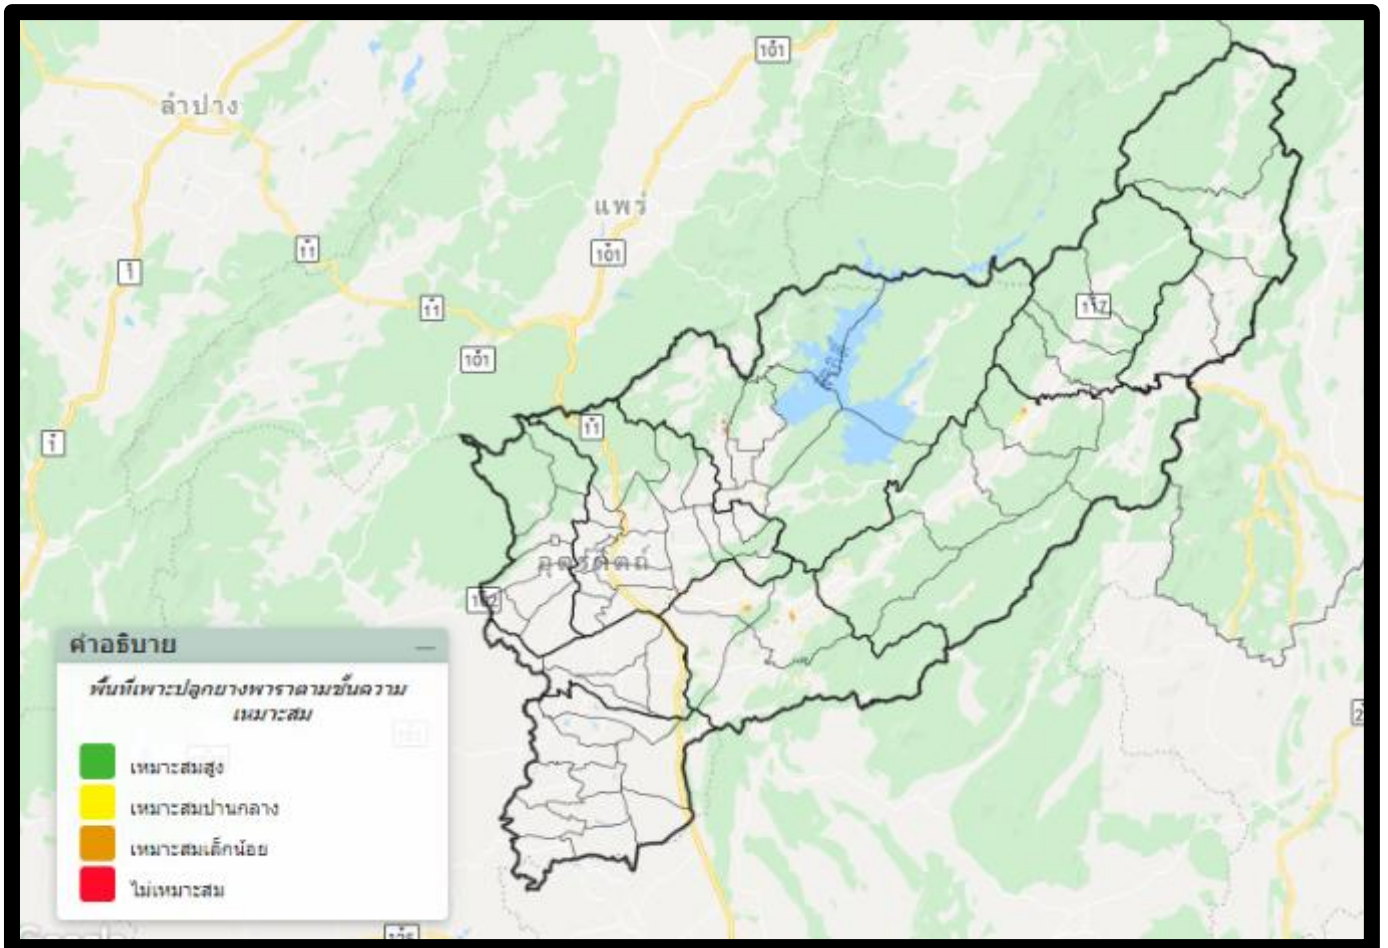 101
ลำปาง
แพร่
101
11
1
117
11
101
11
1
อุตรดิตถ์
102
คำอธิบาย
พื้นที่เพาะปลูกยางพาราตามชั้นความ
เหมาะสม
เหมาะสมสูง
เหมาะสมปานกลาง
เหมาะสมเล็กน้อย
ไม่เหมาะสม